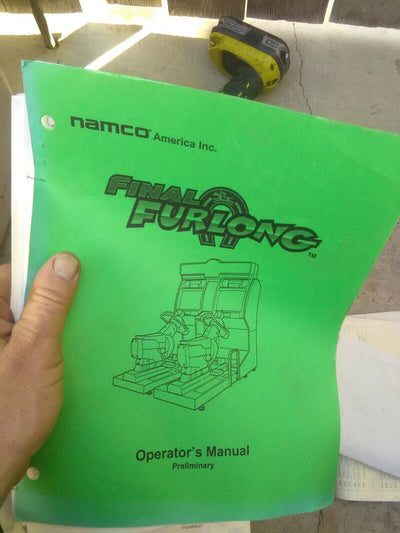 namco America Inc.
FINAL
FURLONG
TM
Operator's Manual
Preliminary